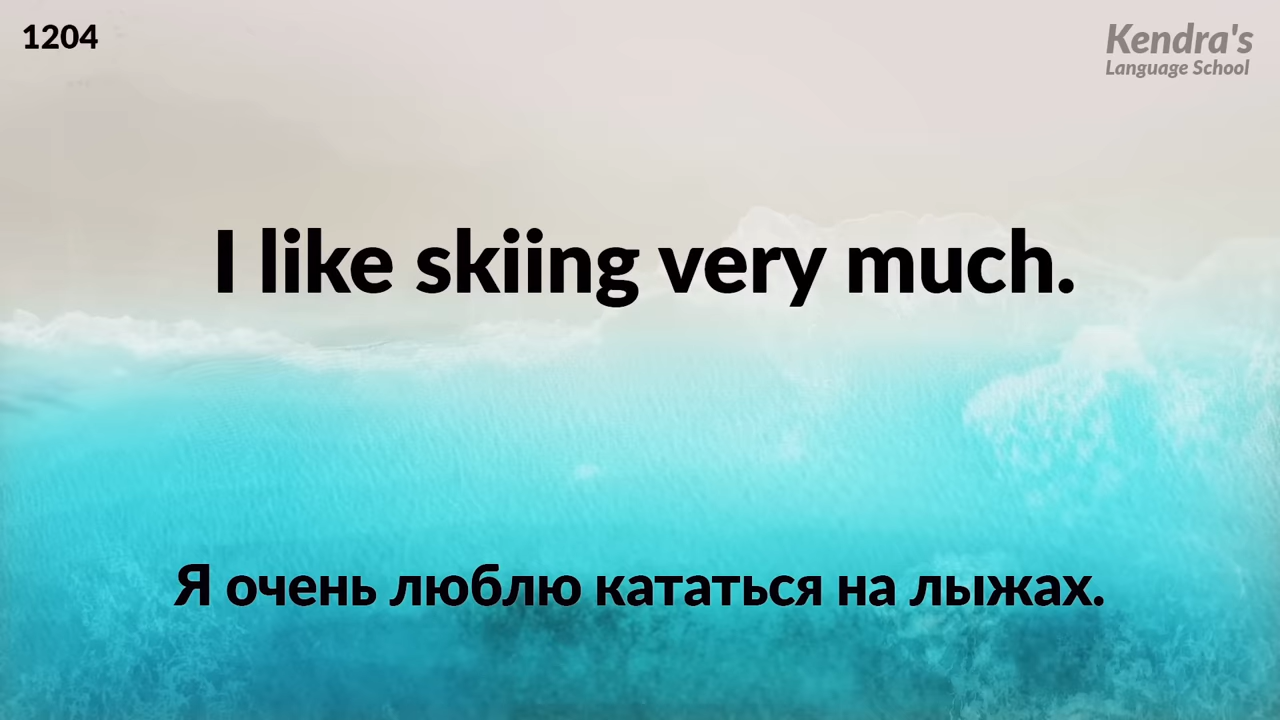 1204
Kendra's
Language School
I like skiing very much.
Я очень люблю кататься на лыжах.